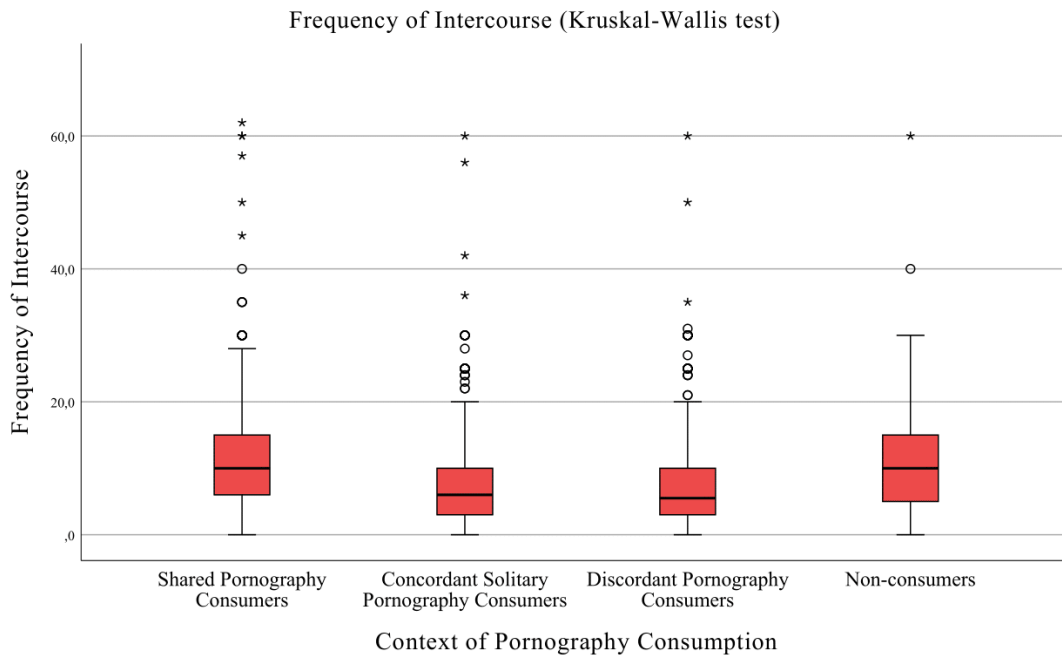 Frequency of Intercourse (Kruskal-Wallis test)
Frequency of Intercourse
60,0
40,0
20,0
,0
Shared Pornography
Consumers
Concordant Solitary
Pornography Consumers
Discordant Pornography
Consumers
Non-consumers
Context of Pornography Consumption